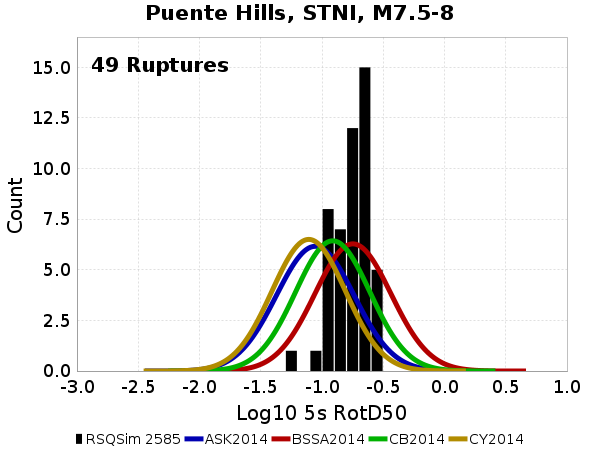 Puente Hills, STNI, M7.5-8
49 Ruptures
Count
15.0
12.5
10.0
7.5
5.0
2.5
0.0
-3.0 -2.5 -2.0 -1.5 -1.0 -0.5 0.0 0.5 1.0
Log10 5s RotD50
RSQSim 2585 ASK2014 BSSA2014 CB2014 CY2014